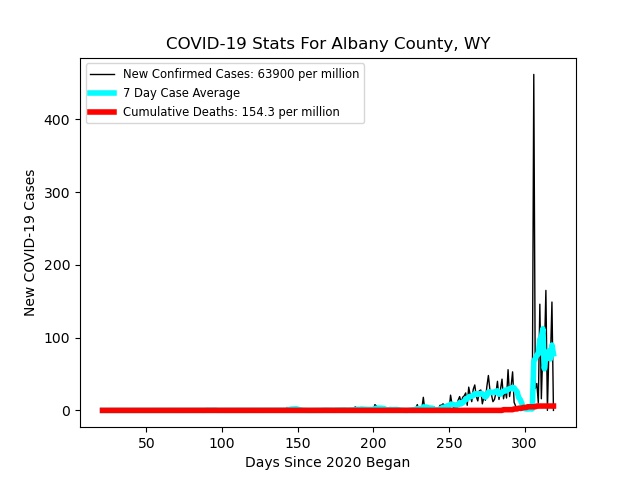 COVID-19 Stats For Albany County, WY
New Confirmed Cases: 63900 per million
7 Day Case Average
Cumulative Deaths: 154.3 per million
New COVID-19 Cases
400
300
200
100
0
50 100 150 200 250 300
Days Since 2020 Began